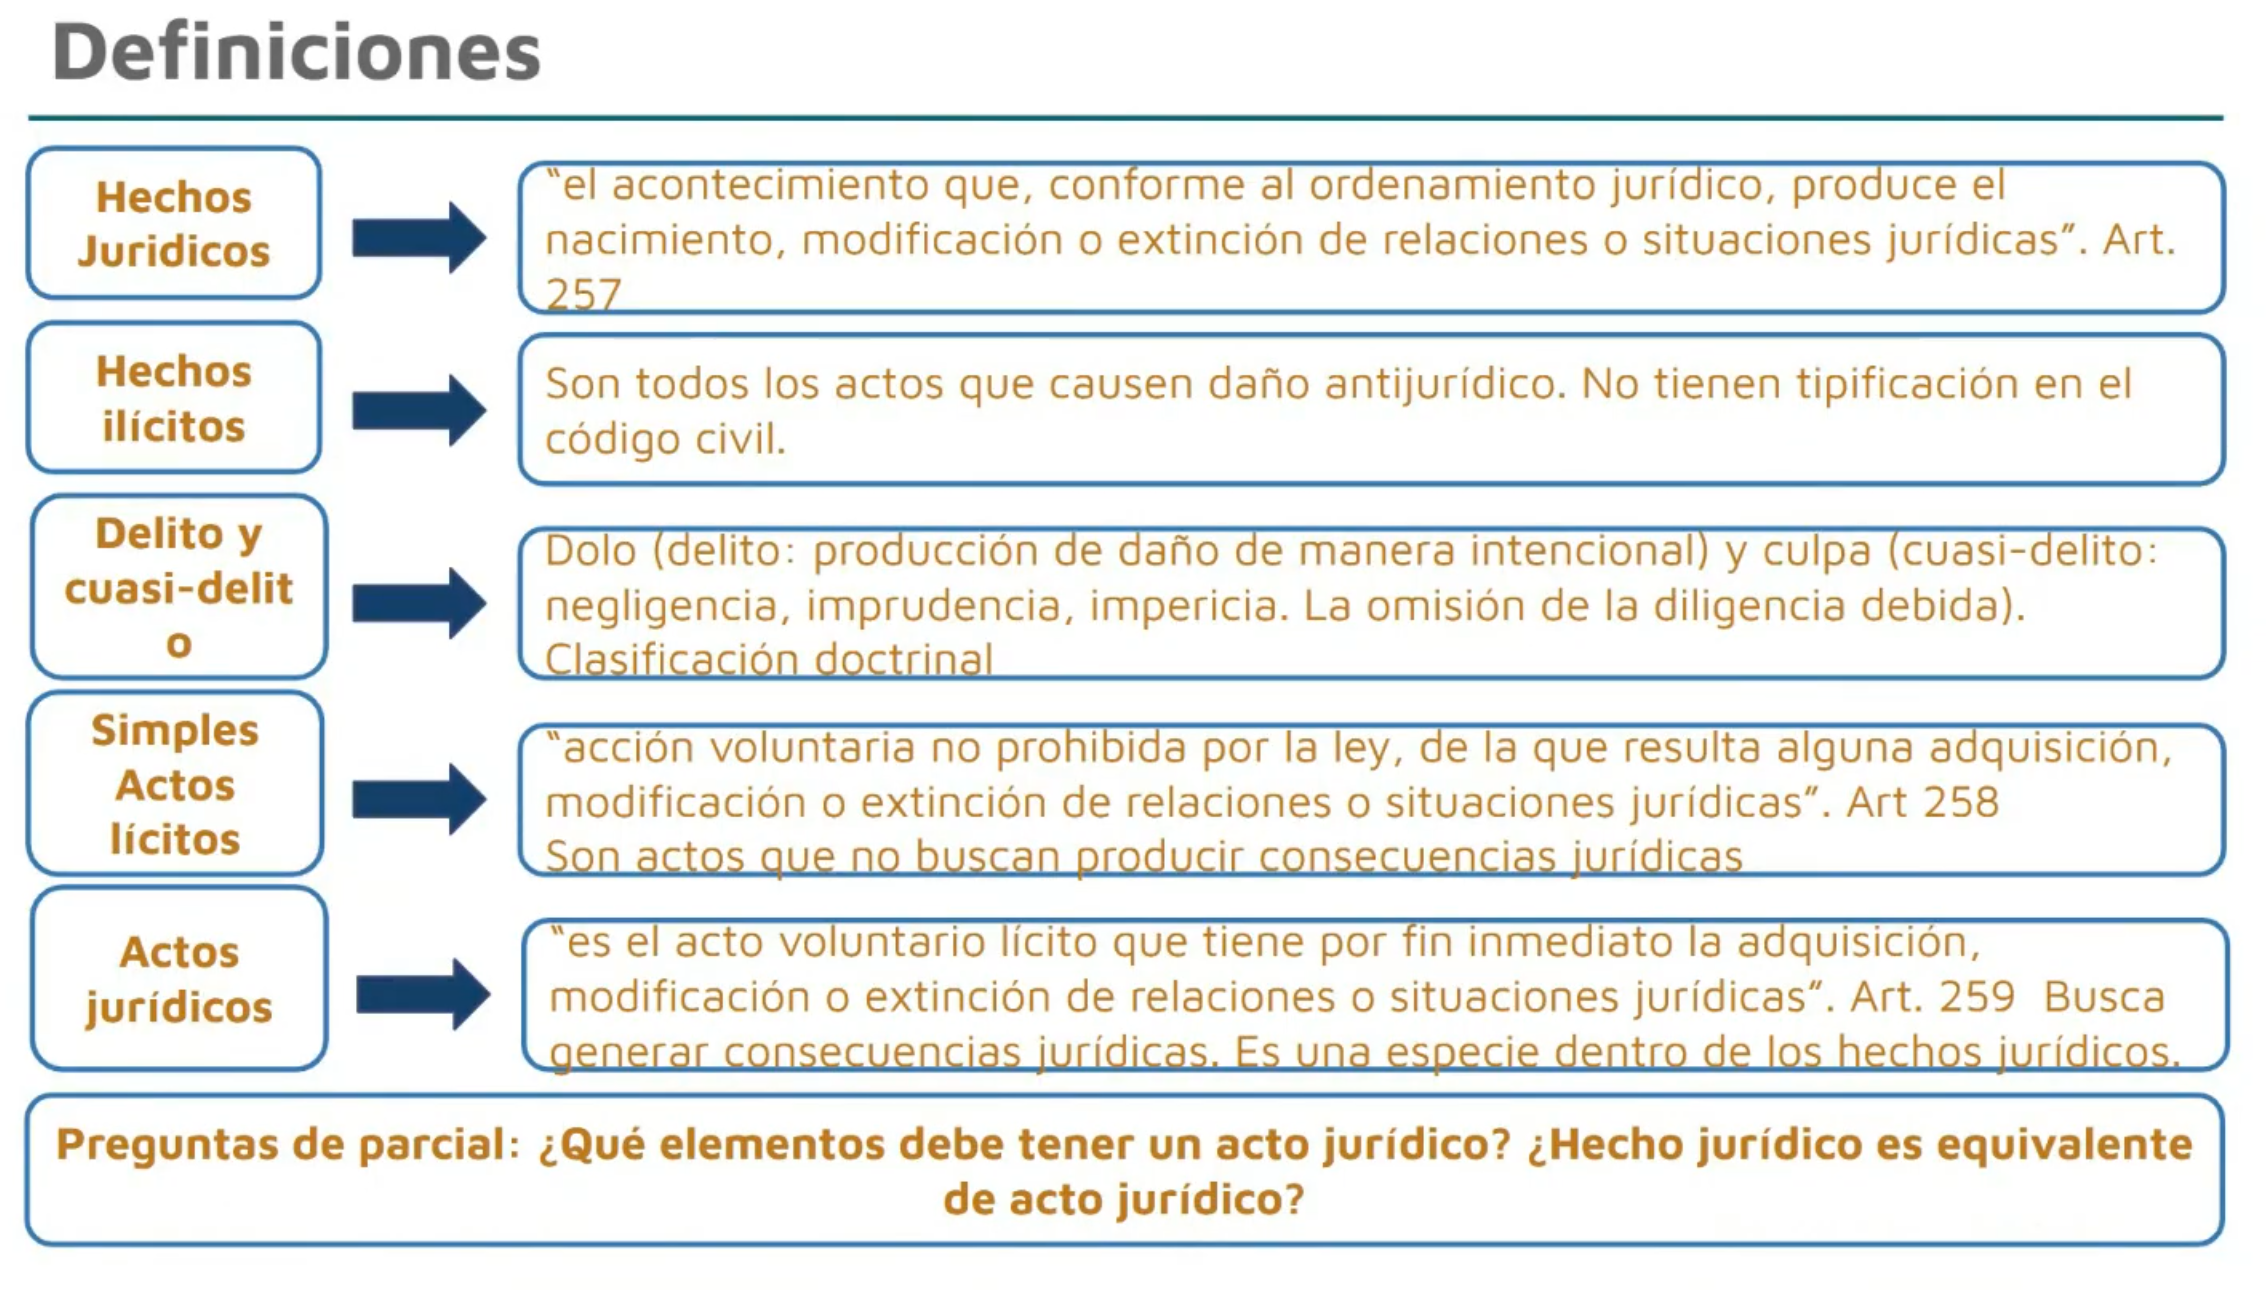 Definiciones
Hechos
Juridicos
“el acontecimiento que, conforme al ordenamiento jurídico, produce el
nacimiento, modificación o extinción de relaciones o situaciones jurídicas”. Art.
257
Hechos
ilícitos
Son todos los actos que causen daño antijurídico. No tienen tipificación en el
código civil.
Delito y
cuasi-delit
o
Dolo (delito: producción de daño de manera intencional) y culpa (cuasi-delito:
negligencia, imprudencia, impericia. La omisión de la diligencia debida).
Clasificación doctrinal
Simples
Actos
lícitos
“acción voluntaria no prohibida por la ley, de la que resulta alguna adquisición,
modificación o extinción de relaciones o situaciones jurídicas”. Art 258
Son actos que no buscan producir consecuencias jurídicas
Actos
jurídicos
“es el acto voluntario lícito que tiene por fin inmediato la adquisición,
modificación o extinción de relaciones o situaciones jurídicas”. Art. 259 Busca
generar consecuencias jurídicas. Es una especie dentro de los hechos jurídicos.
Preguntas de parcial: ¿Qué elementos debe tener un acto jurídico? ¿Hecho jurídico es equivalente
de acto jurídico?